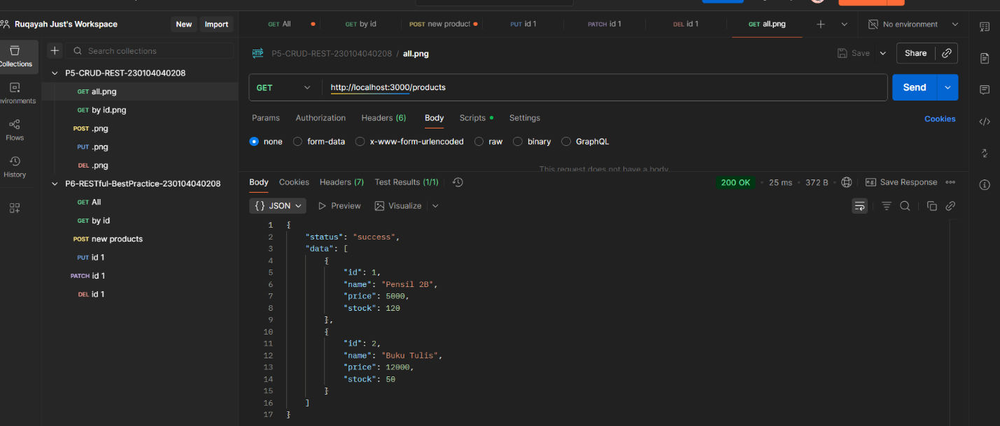 Ruqayah Just's Workspace New Import
GET All GET by id POST new product PUT id 1 PATCH id 1 DEL id 1 GET all.png No environment
Collections
Search collections
P5-CRUD-REST-230104040208
GET all.png
GET by id.png
POST .png
PUT .png
DEL .png
P6-RESTful-BestPractice-230104040208
GET All
GET by id
POST new products
PUT id 1
PATCH id 1
DEL id 1
nvironments
Flows
History
HTTP P5-CRUD-REST-230104040208 / all.png Save Share
GET http://localhost:3000/products Send
Params Authorization Headers (6) Body Scripts Settings Cookies
none form-data x-www-form-urlencoded raw binary GraphQL
This request does not have a body
Body Cookies Headers (7) Test Results (1/1) 200 OK • 25 ms • 372 B Save Response
{} JSON Preview Visualize
1 {
2 "status": "success",
3 "data": [
4 {
5 "id": 1,
6 "name": "Pensil 2B",
7 "price": 5000,
8 "stock": 120
9 },
10 {
11 "id": 2,
12 "name": "Buku Tulis",
13 "price": 12000,
14 "stock": 50
15 }
16 ]
17 }